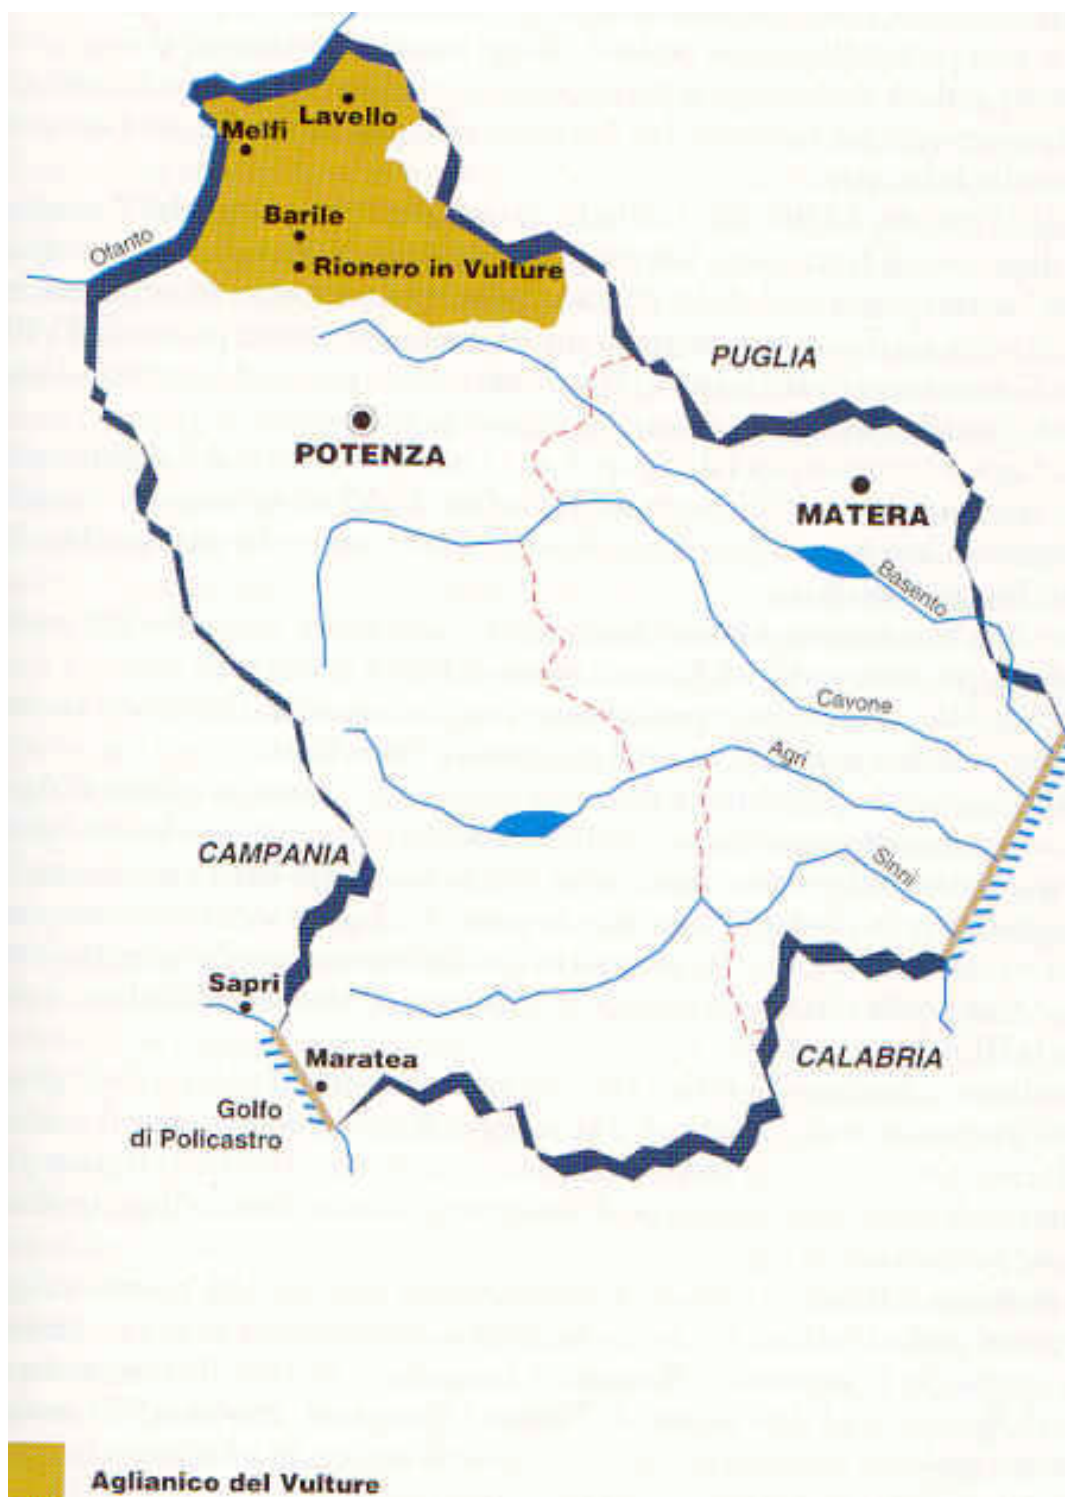 Lavello
Melfi
Barile
Ofanto
Rionero in Vulture
PUGLIA
POTENZA
MATERA
Basento
Cavone
Agri
CAMPANIA
Sinni
Sapri
Maratea
CALABRIA
Golfo
di Policastro
Aglianico del Vulture